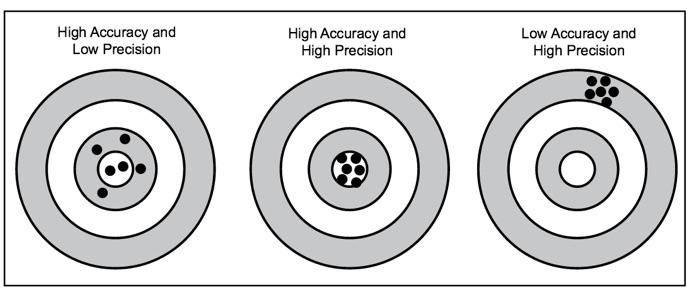 High Accuracy and
Low Precision
High Accuracy and
High Precision
Low Accuracy and
High Precision